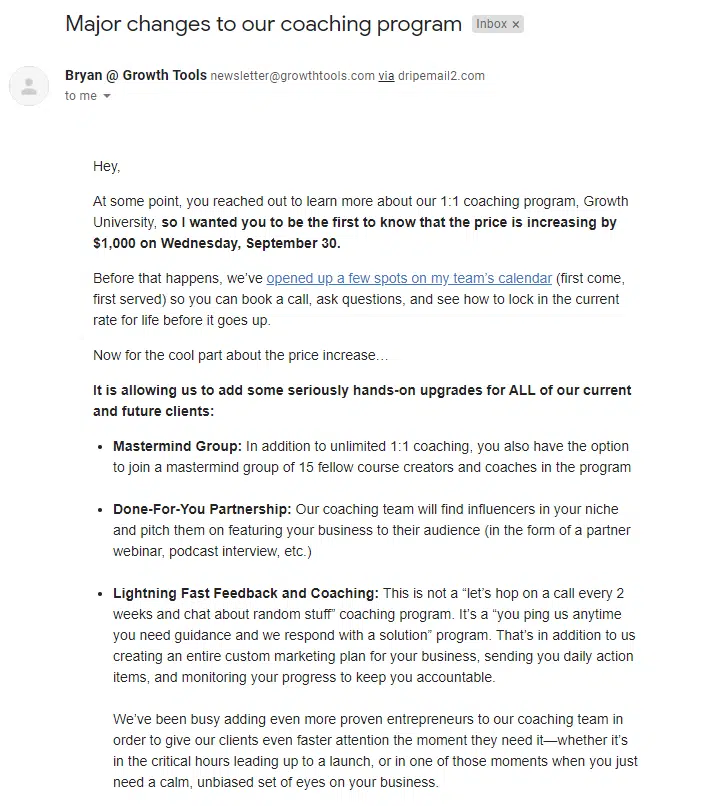 Major changes to our coaching program Inbox ×
Bryan @ Growth Tools newsletter@growthtools.com via dripemail2.com
to me
Hey,
At some point, you reached out to learn more about our 1:1 coaching program, Growth
University, so I wanted you to be the first to know that the price is increasing by
$1,000 on Wednesday, September 30.
Before that happens, we've opened up a few spots on my team's calendar (first come,
first served) so you can book a call, ask questions, and see how to lock in the current
rate for life before it goes up.
Now for the cool part about the price increase…
It is allowing us to add some seriously hands-on upgrades for ALL of our current
and future clients:
• Mastermind Group: In addition to unlimited 1:1 coaching, you also have the option
to join a mastermind group of 15 fellow course creators and coaches in the program
• Done-For-You Partnership: Our coaching team will find influencers in your niche
and pitch them on featuring your business to their audience (in the form of a partner
webinar, podcast interview, etc.)
• Lightning Fast Feedback and Coaching: This is not a “let's hop on a call every 2
weeks and chat about random stuff” coaching program. It's a “you ping us anytime
you need guidance and we respond with a solution” program. That's in addition to us
creating an entire custom marketing plan for your business, sending you daily action
items, and monitoring your progress to keep you accountable.
We've been busy adding even more proven entrepreneurs to our coaching team in
order to give our clients even faster attention the moment they need it—whether it's
in the critical hours leading up to a launch, or in one of those moments when you just
need a calm, unbiased set of eyes on your business.